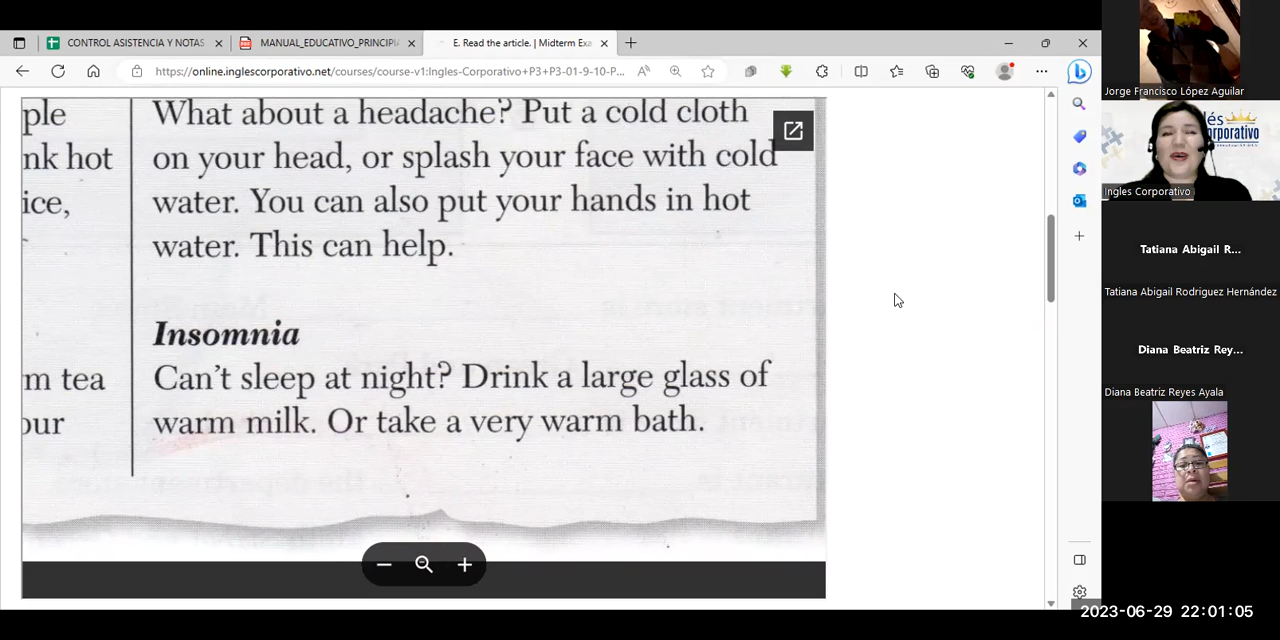 CONTROL ASISTENCIA Y NOTAS
MANUAL_EDUCATIVO_PRINCIPI
E. Read the article. | Midterm Exa
https://online.inglescorporativo.net/courses/course-v1:Ingles-Corporativo+P3+P3-01-9-10-P...
ple
nk hot
ice,
m tea
our
What about a headache? Put a cold cloth
on your head, or splash your face with cold
water. You can also put your hands in hot
water. This can help.
Insomnia
Can't sleep at night? Drink a large glass of
warm milk. Or take a very warm bath.
Jorge Francisco López Aguilar
Ingles Corporativo
Tatiana Abigail R...
Tatiana Abigail Rodriguez Hernández
Diana Beatriz Rey...
Diana Beatriz Reyes Ayala
2023-06-29 22:01:05